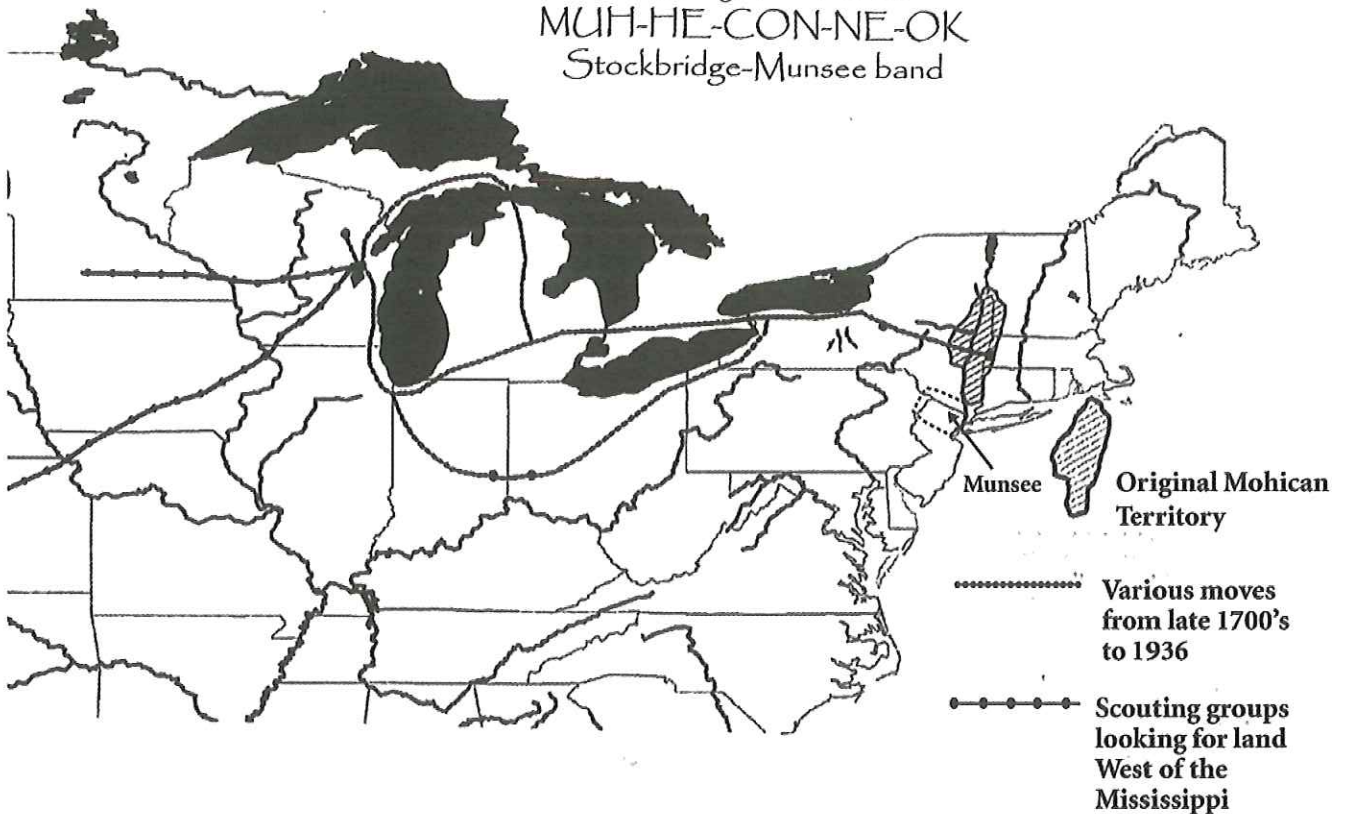 MUH-HE-CON-NE-OK
Stockbridge-Munsee band
Munsee
Original Mohican
Territory
Various moves
from late 1700's
to 1936
Scouting groups
looking for land
West of the
Mississippi